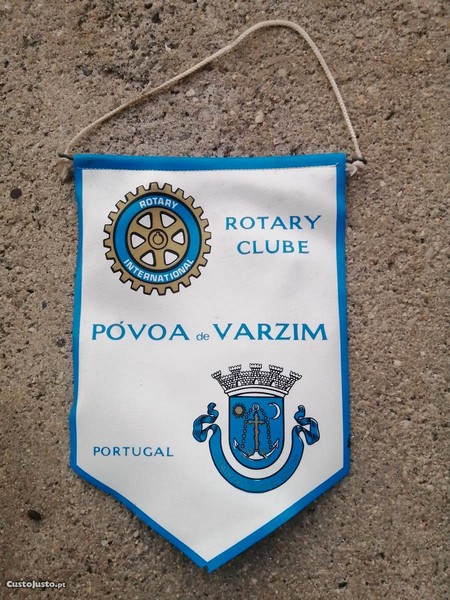 ROTARY
INTERNATIONAL
ROTARY
CLUBE
PÓVOA de VARZIM
PORTUGAL
CustoJusto.pt